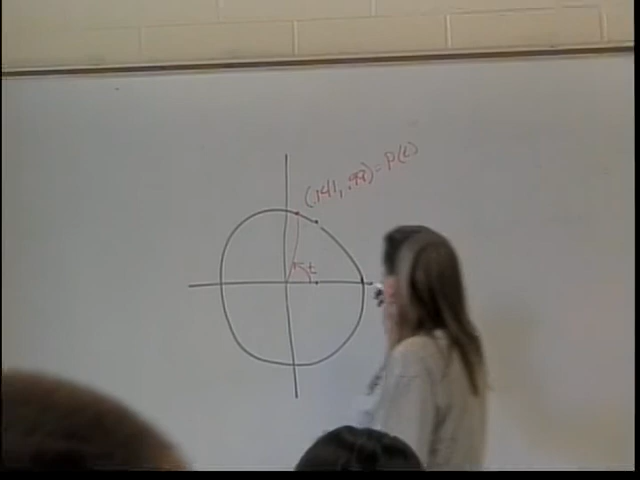 (.141, .99) = P(t)
t